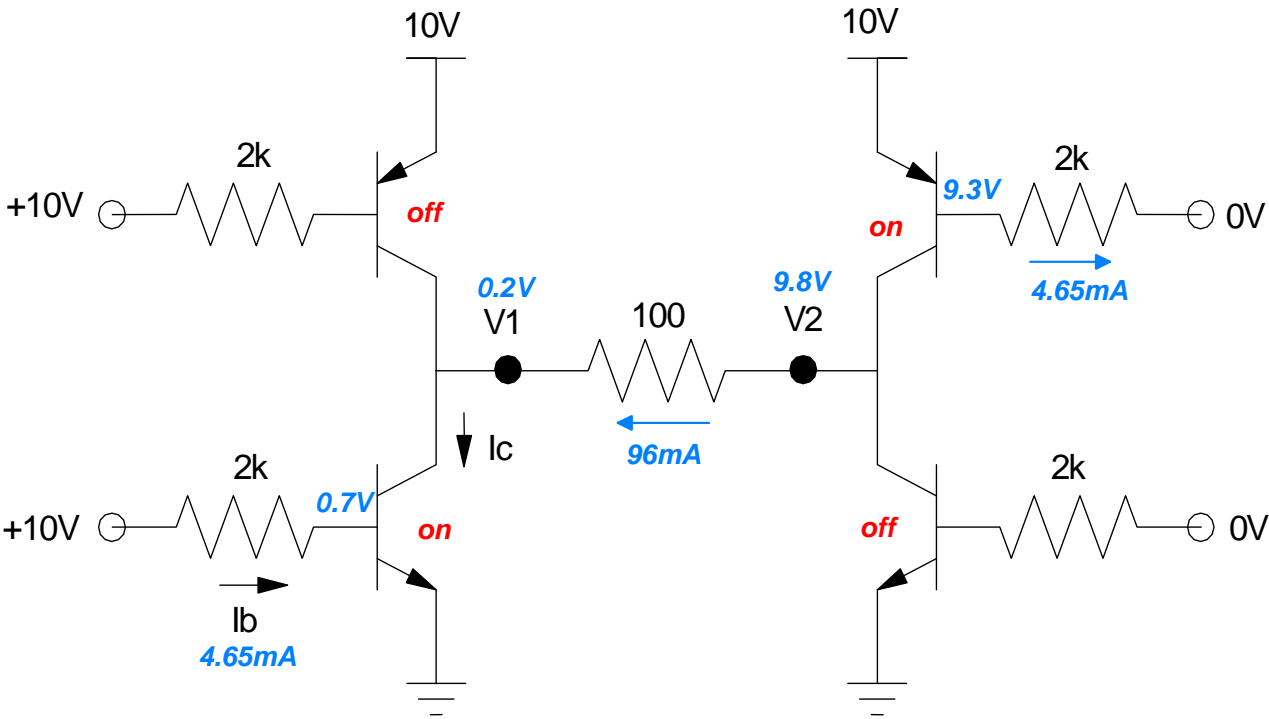 10V
10V
2k
2k
+10V
off
9.3V
on
0V
4.65mA
0.2V
V1
100
9.8V
V2
96mA
Ic
2k
2k
+10V
0.7V
on
off
0V
Ib
4.65mA